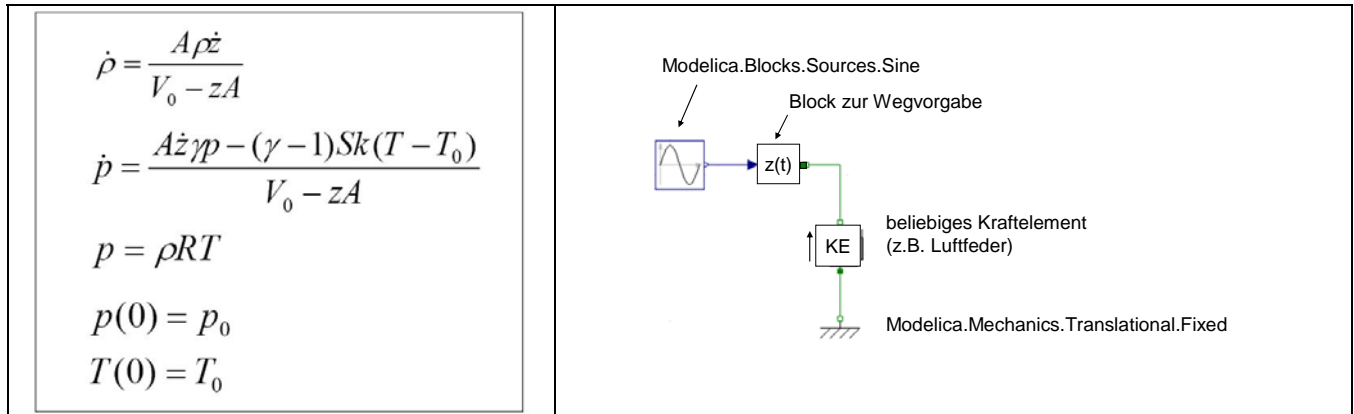 ρ̇ = Aρż / (V₀ − zA)
ṗ = (Ażγp − (γ − 1)Sk(T − T₀)) / (V₀ − zA)
p = ρRT
p(0) = p₀
T(0) = T₀
Modelica.Blocks.Sources.Sine
Block zur Wegvorgabe
z(t)
KE
beliebiges Kraftelement
(z.B. Luftfeder)
Modelica.Mechanics.Translational.Fixed